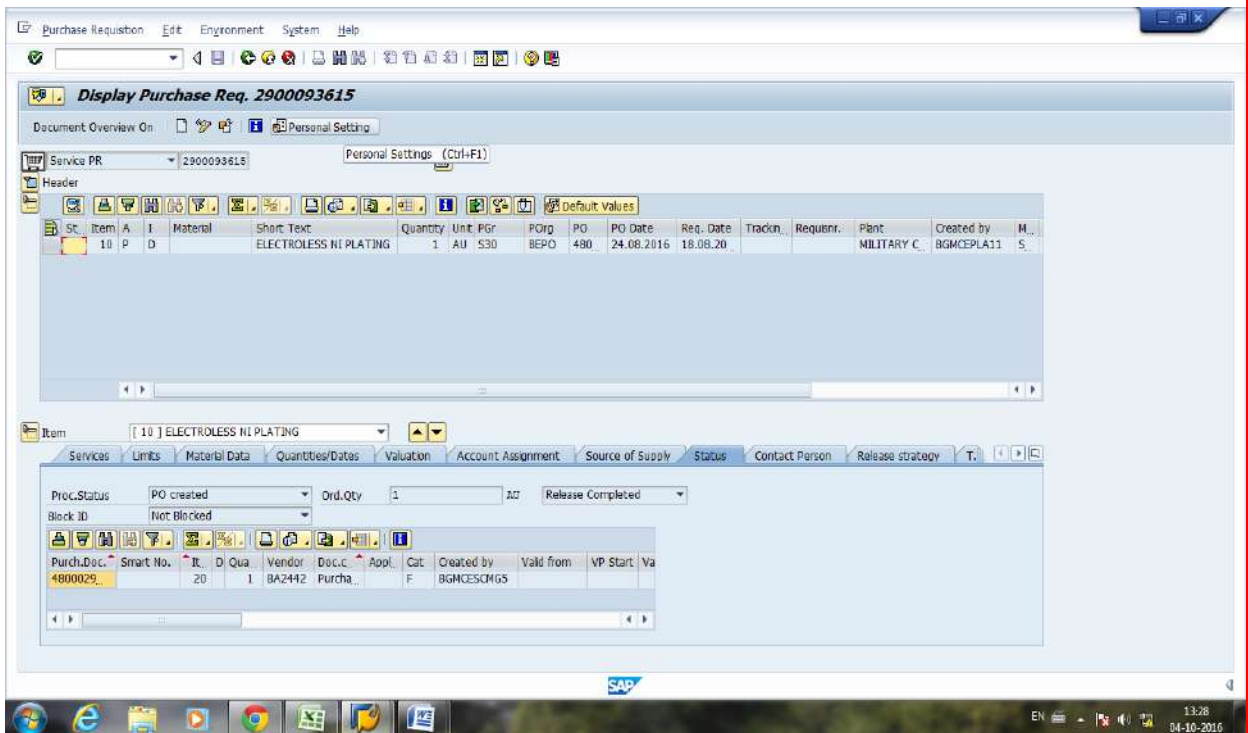 Purchase Requisition Edit Environment System Help
Display Purchase Req. 2900093615
Document Overview On Personal Setting
Personal Settings (Ctrl+F1)
Service PR 2900093615
Header
Default Values
St. Item A I Material Short Text Quantity Unit PGr POrg PO PO Date Req. Date Trackin... Requisnr. Plant Created by M...
10 P D ELECTROLESS NI PLATING 1 AU S30 BEPO 480... 24.08.2016 18.08.20... MILITARY C... BGMCEPLA11 S...
Item [ 10 ] ELECTROLESS NI PLATING
Services Limits Material Data Quantities/Dates Valuation Account Assignment Source of Supply Status Contact Person Release strategy T.
Proc.Status PO created Ord.Qty 1 AU Release Completed
Block ID Not Blocked
Purch.Doc. Smart No. It... D Qua... Vendor Doc.c... Appl. Cat Created by Valid from VP Start Va
4800029... 20 1 BA2442 Purcha... F BGMCESCMG5
SAP
EN 13:28
04-10-2016